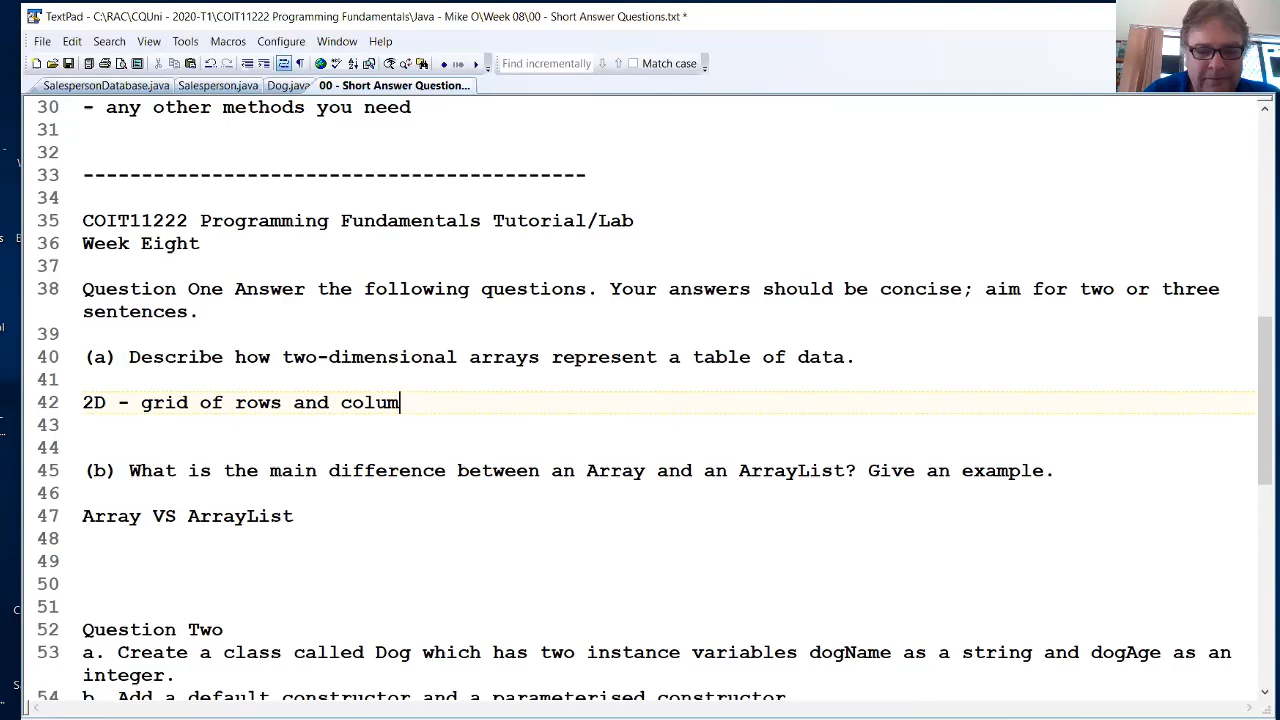 TextPad - C:\RAC\CQUni - 2020-T1\COIT11222 Programming Fundamentals\Java - Mike O\Week 08\00 - Short Answer Questions.txt *
File Edit Search View Tools Macros Configure Window Help
Find incrementally Match case
SalespersonDatabase.java Salesperson.java Dog.java 00 - Short Answer Question...
30 - any other methods you need
31
32
33 -------------------------------------------
34
35 COIT11222 Programming Fundamentals Tutorial/Lab
36 Week Eight
37
38 Question One Answer the following questions. Your answers should be concise; aim for two or three
sentences.
39
40 (a) Describe how two-dimensional arrays represent a table of data.
41
42 2D - grid of rows and colum
43
44
45 (b) What is the main difference between an Array and an ArrayList? Give an example.
46
47 Array VS ArrayList
48
49
50
51
52 Question Two
53 a. Create a class called Dog which has two instance variables dogName as a string and dogAge as an
integer.
54 b. Add a default constructor and a parameterised constructor